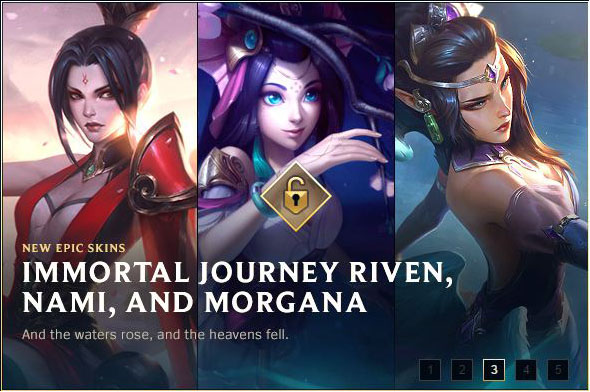 NEW EPIC SKINS
IMMORTAL JOURNEY RIVEN,
NAMI, AND MORGANA
And the waters rose, and the heavens fell.
1 2 3 4 5